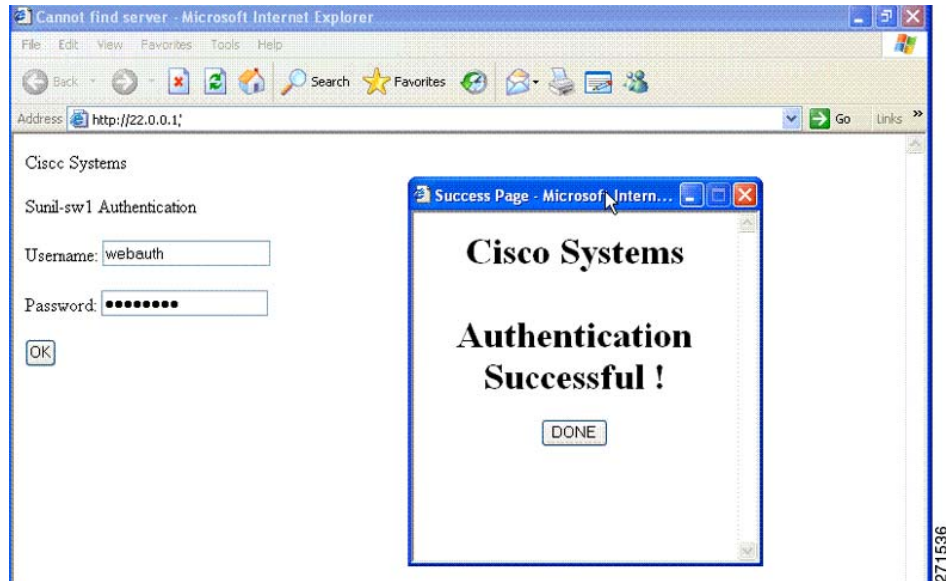 Cannot find server - Microsoft Internet Explorer
File Edit View Favorites Tools Help
Back Search Favorites
Address http://22.0.0.1; Go Links »
Cisco Systems
Sunil-sw1 Authentication
Username: webauth
Password: ●●●●●●●●
OK
Success Page - Microsoft Intern...
Cisco Systems
Authentication
Successful !
DONE
271536